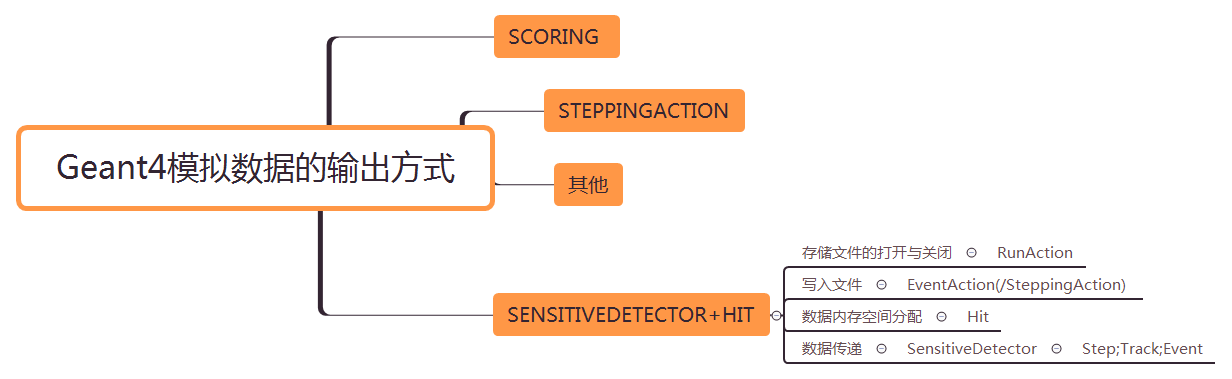 SCORING
STEPPINGACTION
Geant4模拟数据的输出方式
其他
存储文件的打开与关闭 RunAction
写入文件 EventAction(/SteppingAction)
SENSITIVEDETECTOR+HIT
数据内存空间分配 Hit
数据传递 SensitiveDetector Step;Track;Event